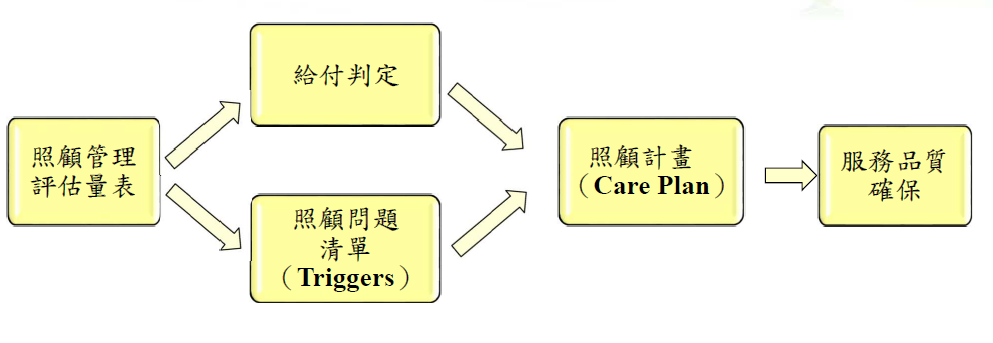 照顧管理
評估量表
給付判定
照顧問題
清單
（Triggers）
照顧計畫
（Care Plan）
服務品質
確保